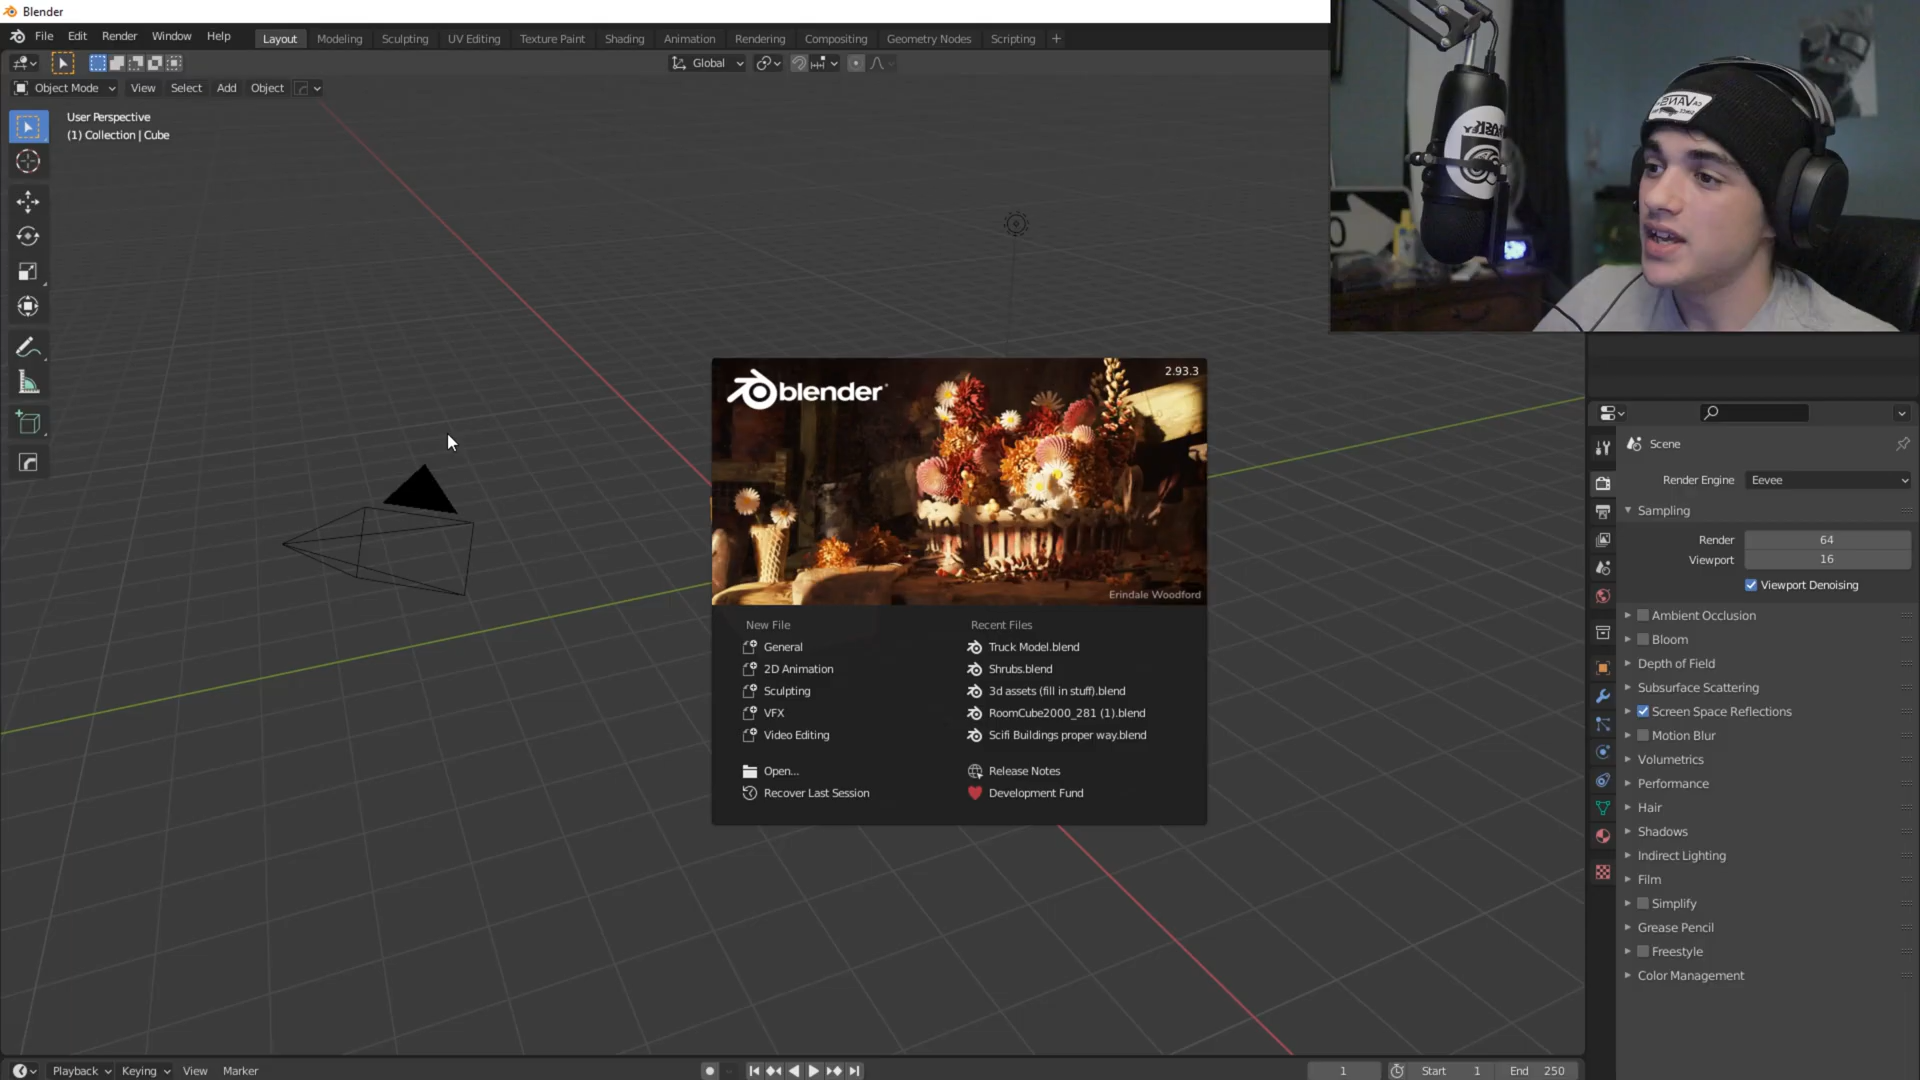 Blender
File Edit Render Window Help Layout Modeling Sculpting UV Editing Texture Paint Shading Animation Rendering Compositing Geometry Nodes Scripting +
Global
Object Mode View Select Add Object
User Perspective
(1) Collection | Cube
VANS
blender
2.93.3
Erindale Woodford
New File
General
2D Animation
Sculpting
VFX
Video Editing
Open...
Recover Last Session
Recent Files
Truck Model.blend
Shrubs.blend
3d assets (fill in stuff).blend
RoomCube2000_281 (1).blend
Scifi Buildings proper way.blend
Release Notes
Development Fund
Scene
Render Engine Eevee
Sampling
Render 64
Viewport 16
Viewport Denoising
Ambient Occlusion
Bloom
Depth of Field
Subsurface Scattering
Screen Space Reflections
Motion Blur
Volumetrics
Performance
Hair
Shadows
Indirect Lighting
Film
Simplify
Grease Pencil
Freestyle
Color Management
Playback Keying View Marker
1 Start 1 End 250